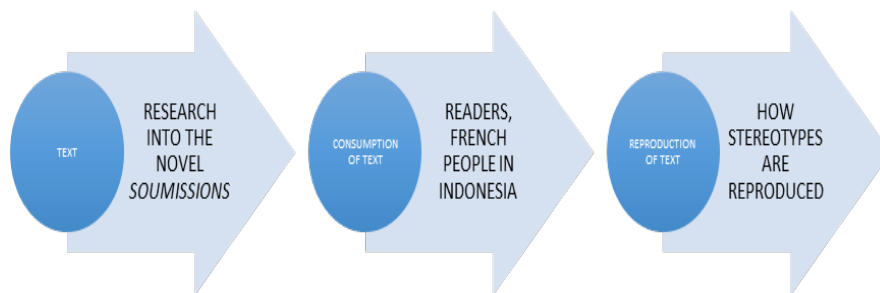 TEXT
RESEARCH
INTO THE
NOVEL
SOUMISSIONS
CONSUMPTION
OF TEXT
READERS,
FRENCH
PEOPLE IN
INDONESIA
REPRODUCTION
OF TEXT
HOW
STEREOTYPES
ARE
REPRODUCED